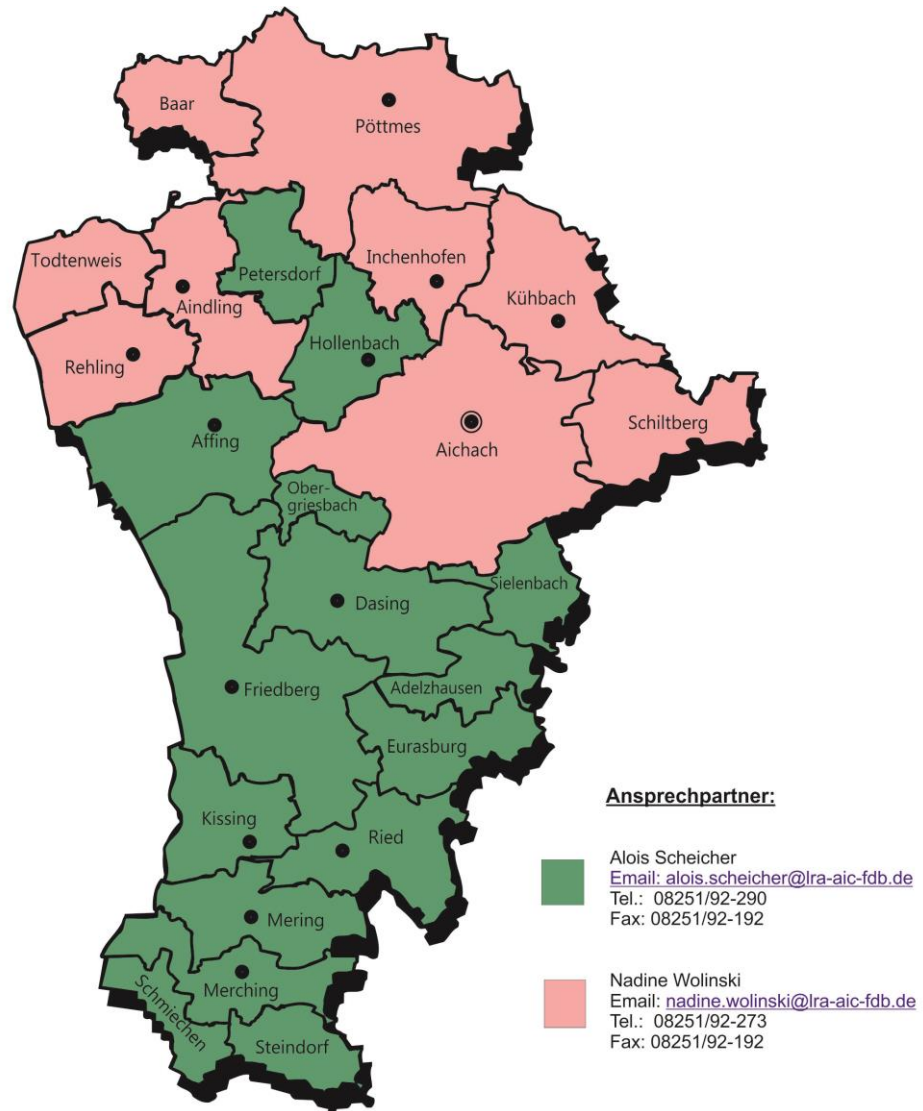 Baar
Pöttmes
Todtenweis
Aindling
Petersdorf
Inchenhofen
Kühbach
Rehling
Hollenbach
Schiltberg
Affing
Aichach
Ober-
griesbach
Sielenbach
Dasing
Friedberg
Adelzhausen
Eurasburg
Kissing
Ried
Mering
Merching
Schmiechen
Steindorf
Ansprechpartner:
Alois Scheicher
Email: alois.scheicher@lra-aic-fdb.de
Tel.: 08251/92-290
Fax: 08251/92-192
Nadine Wolinski
Email: nadine.wolinski@lra-aic-fdb.de
Tel.: 08251/92-273
Fax: 08251/92-192